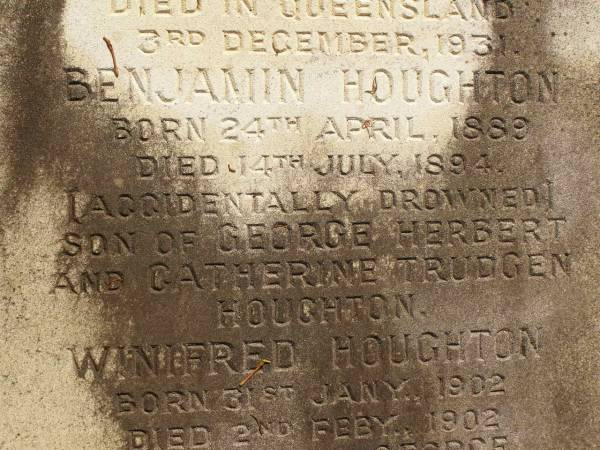 DIED IN QUEENSLAND
3RD DECEMBER, 1931.
BENJAMIN HOUGHTON
BORN 24TH APRIL, 1889
DIED 14TH JULY, 1894.
[ACCIDENTALLY DROWNED]
SON OF GEORGE HERBERT
AND CATHERINE TRUDGEN
HOUGHTON.
WINIFRED HOUGHTON
BORN 31ST JANY., 1902
DIED 2ND FEBY., 1902
GEORGE